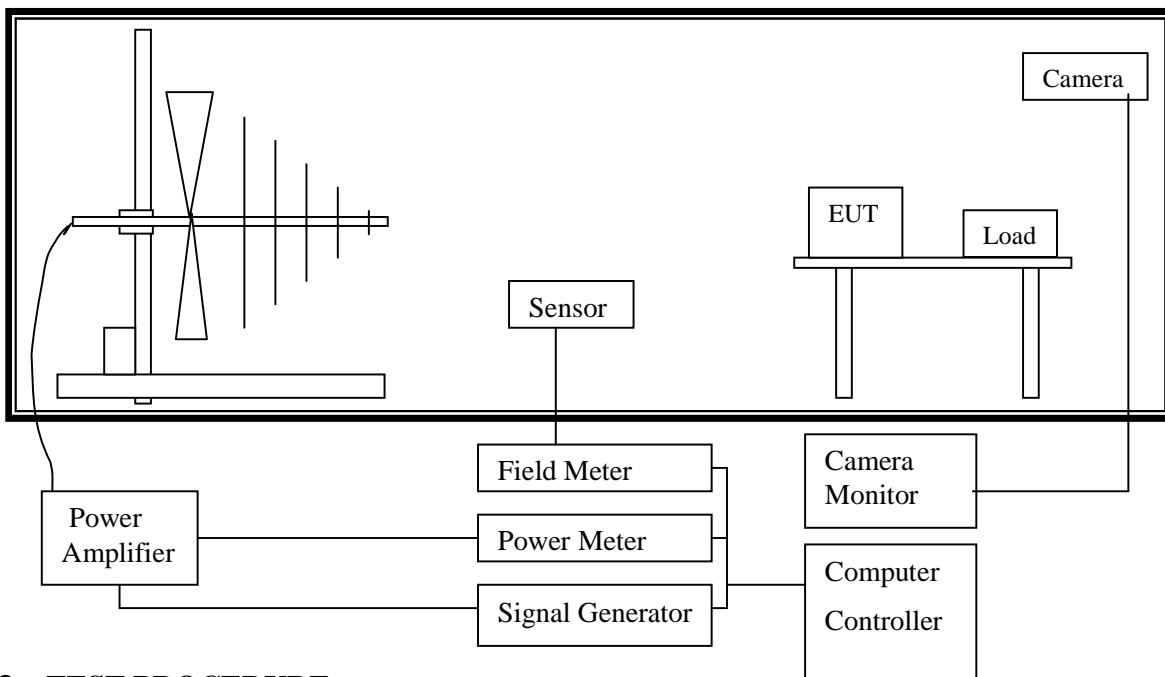 Camera
EUT
Load
Sensor
Field Meter
Camera
Monitor
Power
Amplifier
Power Meter
Computer
Controller
Signal Generator